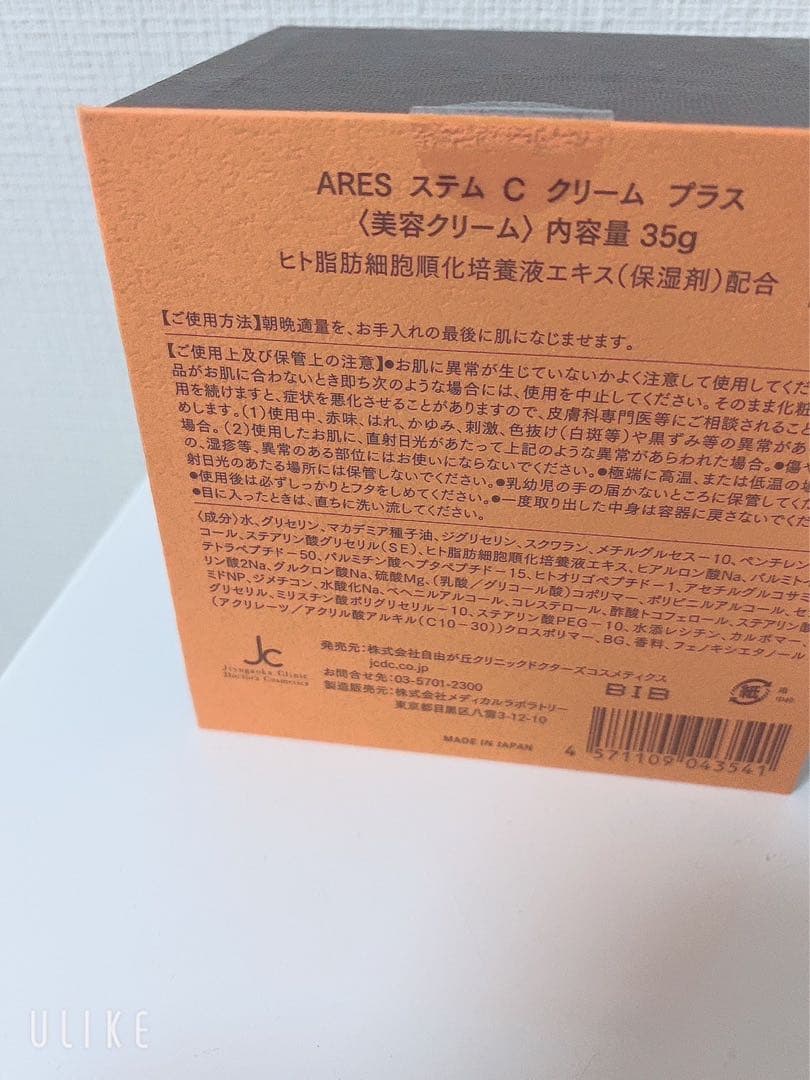 ARES ステム C クリーム プラス
〈美容クリーム〉内容量 35g
ヒト脂肪細胞順化培養液エキス(保湿剤)配合
【ご使用方法】朝晩適量を、お手入れの最後に肌になじませます。
【ご使用上及び保管上の注意】●お肌に異常が生じていないかよく注意して使用してくだ
品がお肌に合わないとき即ち次のような場合には、使用を中止してください。そのまま化粧
用を続けますと、症状を悪化させることがありますので、皮膚科専門医等にご相談されること
めします。(1)使用中、赤味、はれ、かゆみ、刺激、色抜け(白斑等)や黒ずみ等の異常があ
場合。(2)使用したお肌に、直射日光があたって上記のような異常があらわれた場合。●傷や
の、湿疹等、異常のある部位にはお使いにならないでください。●極端に高温、または低温の場
射日光のあたる場所には保管しないでください。●乳幼児の手の届かないところに保管してくだ
●使用後は必ずしっかりとフタをしめてください。●一度取り出した中身は容器に戻さないでくだ
●目に入ったときは、直ちに洗い流してください。
〈成分〉水、グリセリン、マカデミア種子油、ジグリセリン、スクワラン、メチルグルセス-10、ペンチレン
コール、ステアリン酸グリセリル(SE)、ヒト脂肪細胞順化培養液エキス、ヒアルロン酸Na、パルミト
テトラペプチド-50、パルミチン酸ヘプタペプチド-15、ヒトオリゴペプチド-1、アセチルグルコサミ
リン酸2Na、グルクロン酸Na、硫酸Mg、(乳酸/グリコール酸)コポリマー、ポリビニルアルコール、セ
ミドNP、ジメチコン、水酸化Na、ベヘニルアルコール、コレステロール、酢酸トコフェロール、ステアリン酸
グリセリル、ミリスチン酸ポリグリセリル-10、ステアリン酸PEG-10、水添レシチン、カルボマー、
(アクリレーツ/アクリル酸アルキル(C10-30))クロスポリマー、BG、香料、フェノキシエタノール
JC
Jiyugaoka Clinic
Doctors Cosmetics
発売元:株式会社自由が丘クリニックドクターズコスメティクス
jcdc.co.jp
お問合せ先:03-5701-2300
製造販売元:株式会社メディカルラボラトリー
東京都目黒区八雲3-12-10
BIB
紙
MADE IN JAPAN
4 571109 043541
ULIKE